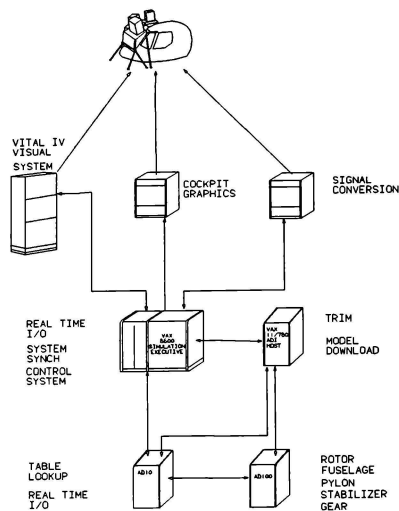 VITAL IV
VISUAL
SYSTEM
COCKPIT
GRAPHICS
SIGNAL
CONVERSION
REAL TIME
I/O
SYSTEM
SYNCH
CONTROL
SYSTEM
VAX
8600
SIMULATION
EXECUTIVE
VAX
11/780
ADI
HOST
TRIM
MODEL
DOWNLOAD
TABLE
LOOKUP
REAL TIME
I/O
AD10
AD100
ROTOR
FUSELAGE
PYLON
STABILIZER
GEAR